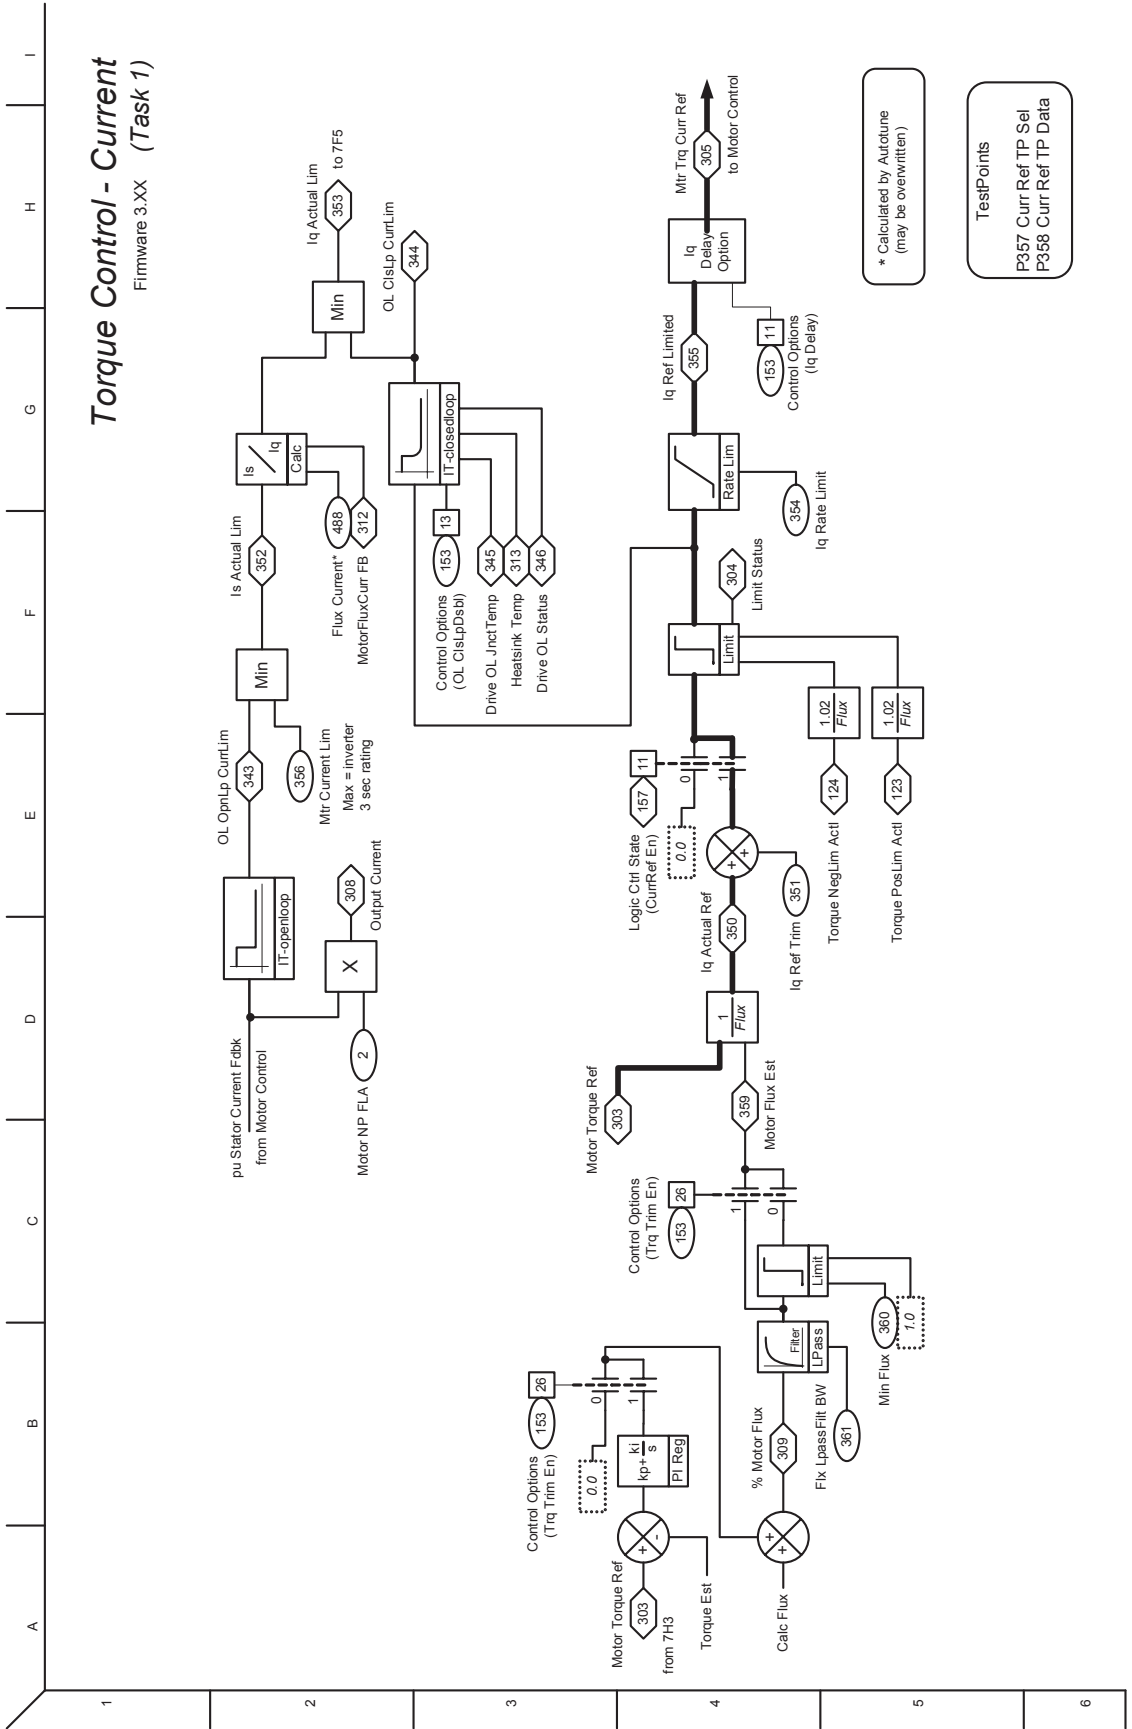 Torque Control - Current
Firmware 3.XX (Task 1)
A
B
C
D
E
F
G
H
I
1
2
3
4
5
6
pu Stator Current Fdbk
from Motor Control
Motor NP FLA
2
X
308
Output Current
IT-openloop
OL OpnLp CurrLim
343
356
Mtr Current Lim
Max = inverter
3 sec rating
Min
Is Actual Lim
352
Is
Iq
Calc
488
Flux Current*
312
MotorFluxCurr FB
Min
Iq Actual Lim
353
to 7F5
OL ClsLp CurrLim
344
IT-closedloop
153
13
Control Options
(OL ClsLpDsbl)
345
Drive OL JnctTemp
313
Heatsink Temp
346
Drive OL Status
Control Options
(Trq Trim En)
153
26
0.0
0
1
Motor Torque Ref
303
from 7H3
+
-
Torque Est
kp+
ki
s
PI Reg
Calc Flux
+
+
% Motor Flux
309
Filter
LPass
Flx LpassFilt BW
361
Limit
Min Flux
360
1.0
Control Options
(Trq Trim En)
153
26
1
0
359
Motor Flux Est
Motor Torque Ref
303
1
Flux
Iq Actual Ref
350
+
+
Iq Ref Trim
351
Logic Ctrl State
(CurrRef En)
157
11
0.0
0
1
Torque NegLim Actl
124
1.02
Flux
Torque PosLim Actl
123
1.02
Flux
Limit
304
Limit Status
Rate Lim
354
Iq Rate Limit
Iq Ref Limited
355
153
11
Control Options
(Iq Delay)
Iq
Delay
Option
Mtr Trq Curr Ref
305
to Motor Control
* Calculated by Autotune
(may be overwritten)
TestPoints
P357 Curr Ref TP Sel
P358 Curr Ref TP Data